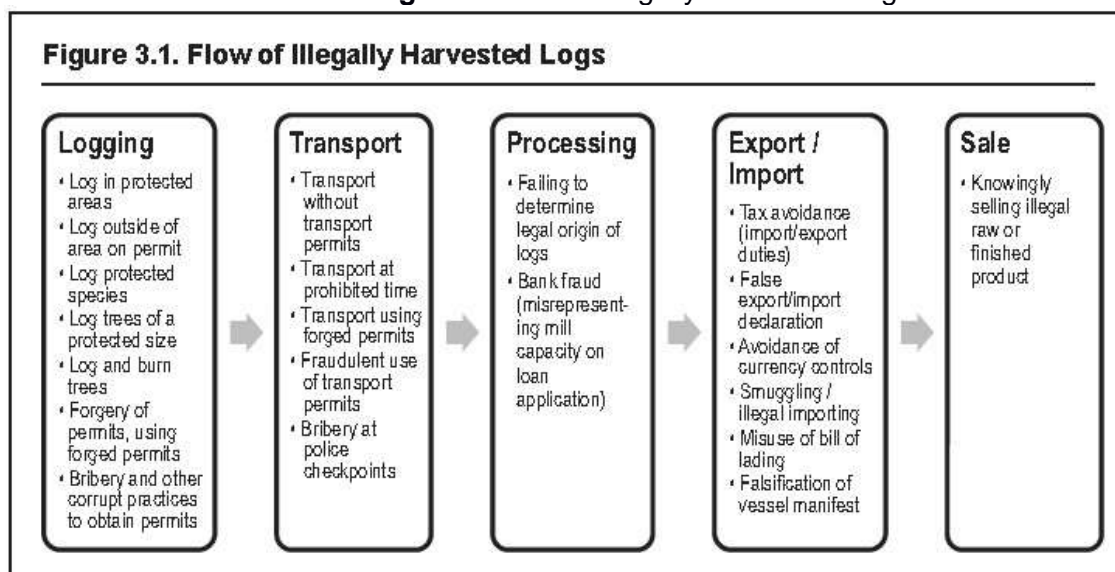 Figure 3.1. Flow of Illegally Harvested Logs
Logging
• Log in protected
areas
• Log outside of
area on permit
• Log protected
species
• Log trees of a
protected size
• Log and burn
trees
• Forgery of
permits, using
forged permits
• Bribery and other
corrupt practices
to obtain permits
Transport
• Transport
without
transport
permits
• Transport at
prohibited time
• Transport using
forged permits
• Fraudulent use
of transport
permits
• Bribery at
police
checkpoints
Processing
• Failing to
determine
legal origin of
logs
• Bank fraud
(misrepresent-
ing mill
capacity on
loan
application)
Export /
Import
• Tax avoidance
(import/export
duties)
• False
export/import
declaration
• Avoidance of
currency controls
• Smuggling /
illegal importing
• Misuse of bill of
lading
• Falsification of
vessel manifest
Sale
• Knowingly
selling illegal
raw or
finished
product